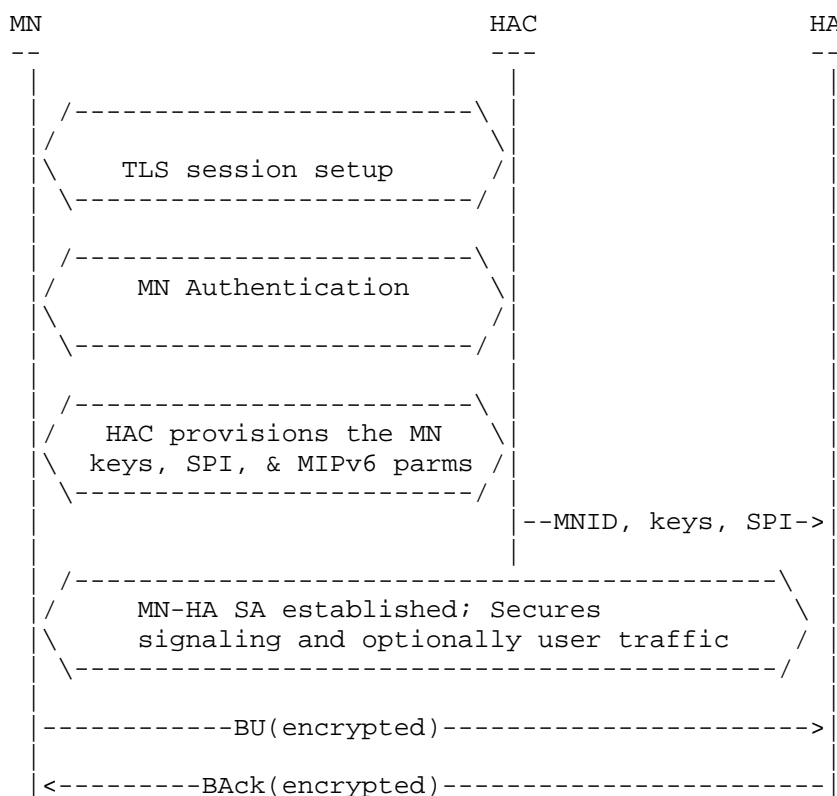 MN HAC HA
TLS session setup
MN Authentication
HAC provisions the MN
keys, SPI, & MIPv6 parms
--MNID, keys, SPI->
MN-HA SA established; Secures
signaling and optionally user traffic
------------BU(encrypted)----------------------->
<---------BAck(encrypted)------------------------